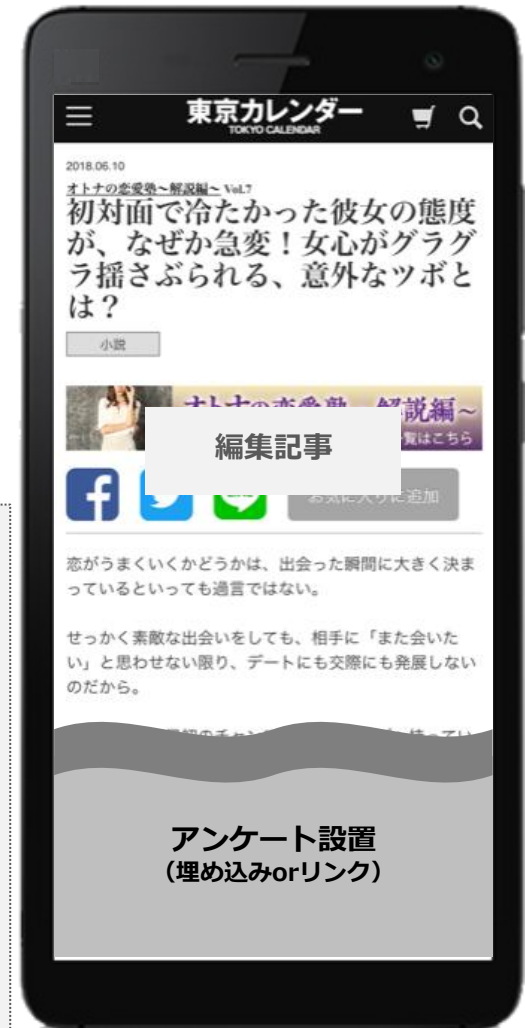 東京カレンダー
TOKYO CALENDAR
2018.06.10
オトナの恋愛塾~解説編~ Vol.7
初対面で冷たかった彼女の態度
が、なぜか急変！女心がグラグ
ラ揺さぶられる、意外なツボと
は？
小説
解説編~
覧はこちら
編集記事
お気に入りに追加
恋がうまくいくかどうかは、出会った瞬間に大きく決ま
っているといっても過言ではない。
せっかく素敵な出会いをしても、相手に「また会いた
い」と思わせない限り、デートにも交際にも発展しない
のだから。
アンケート設置
（埋め込みorリンク）